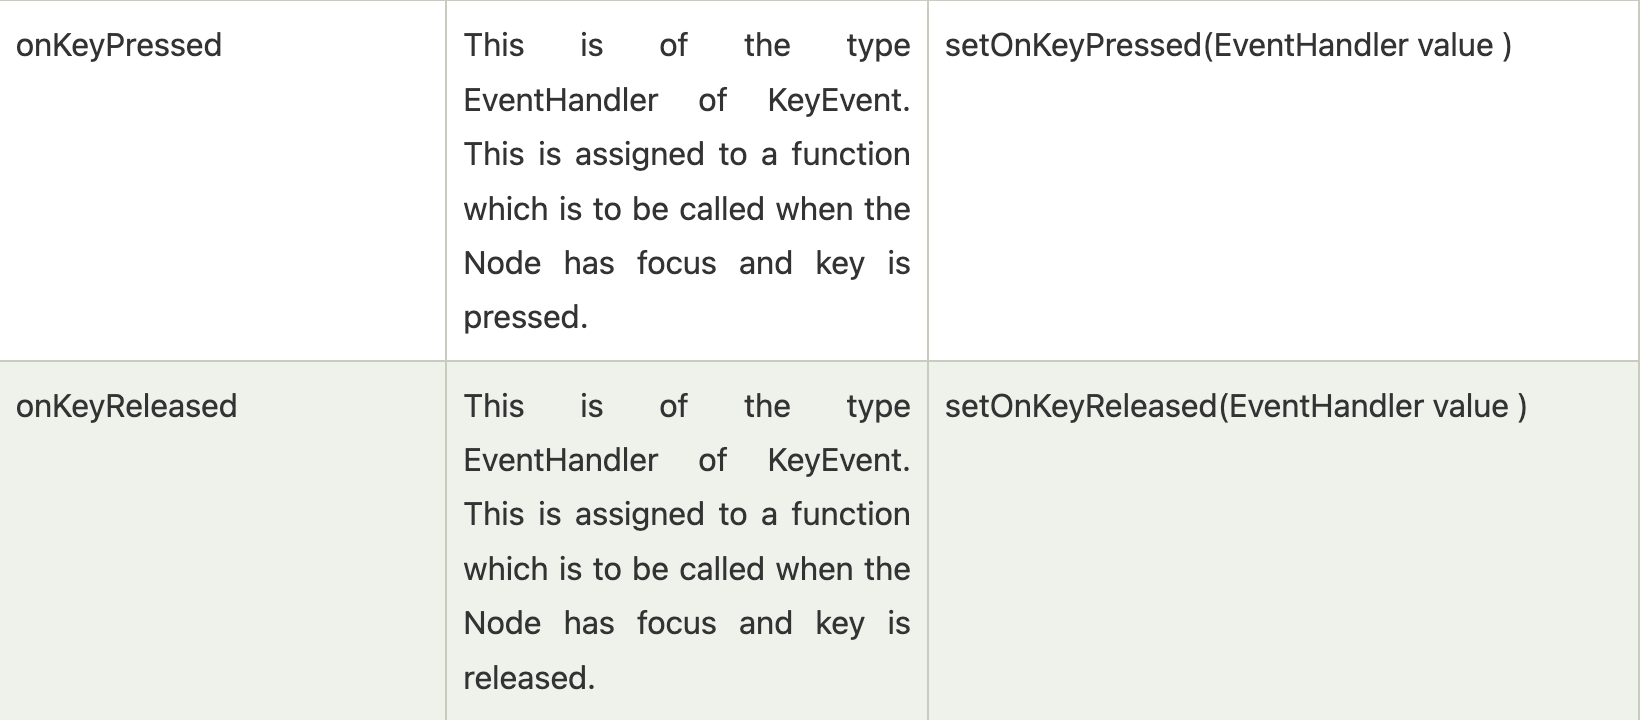 onKeyPressed
This is of the type
EventHandler of KeyEvent.
This is assigned to a function
which is to be called when the
Node has focus and key is
pressed.
setOnKeyPressed(EventHandler value )
onKeyReleased
This is of the type
EventHandler of KeyEvent.
This is assigned to a function
which is to be called when the
Node has focus and key is
released.
setOnKeyReleased(EventHandler value )